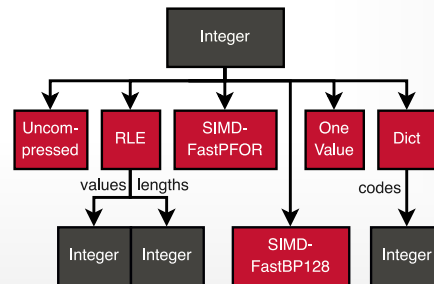 Integer
Uncom-
pressed
RLE
SIMD-
FastPFOR
One
Value
Dict
values
lengths
codes
Integer
Integer
SIMD-
FastBP128
Integer